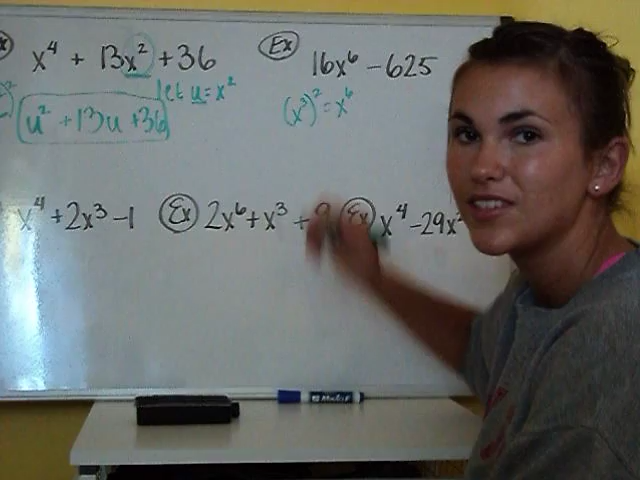 x⁴ + 13x² + 36
let u = x²
u² + 13u + 36
Ex 16x⁶ - 625
(x³)² = x⁶
x⁴ + 2x³ - 1
Ex 2x⁶ + x³ +
Ex x⁴ - 29x²